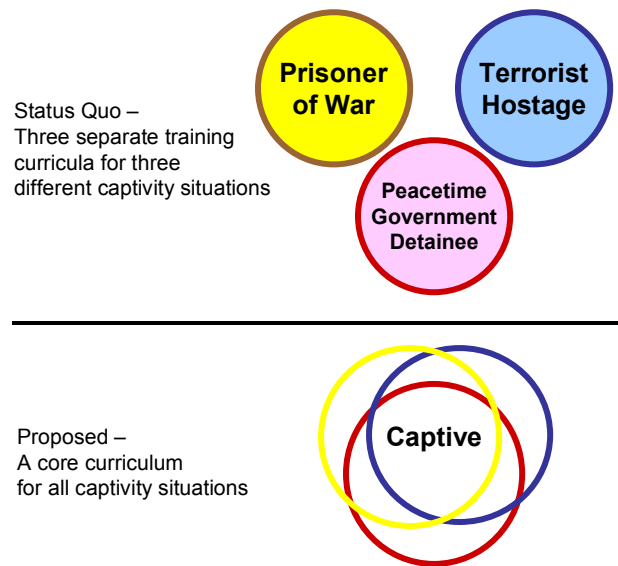 Prisoner
of War
Terrorist
Hostage
Status Quo –
Three separate training
curricula for three
different captivity situations
Peacetime
Government
Detainee
Proposed –
A core curriculum
for all captivity situations
Captive